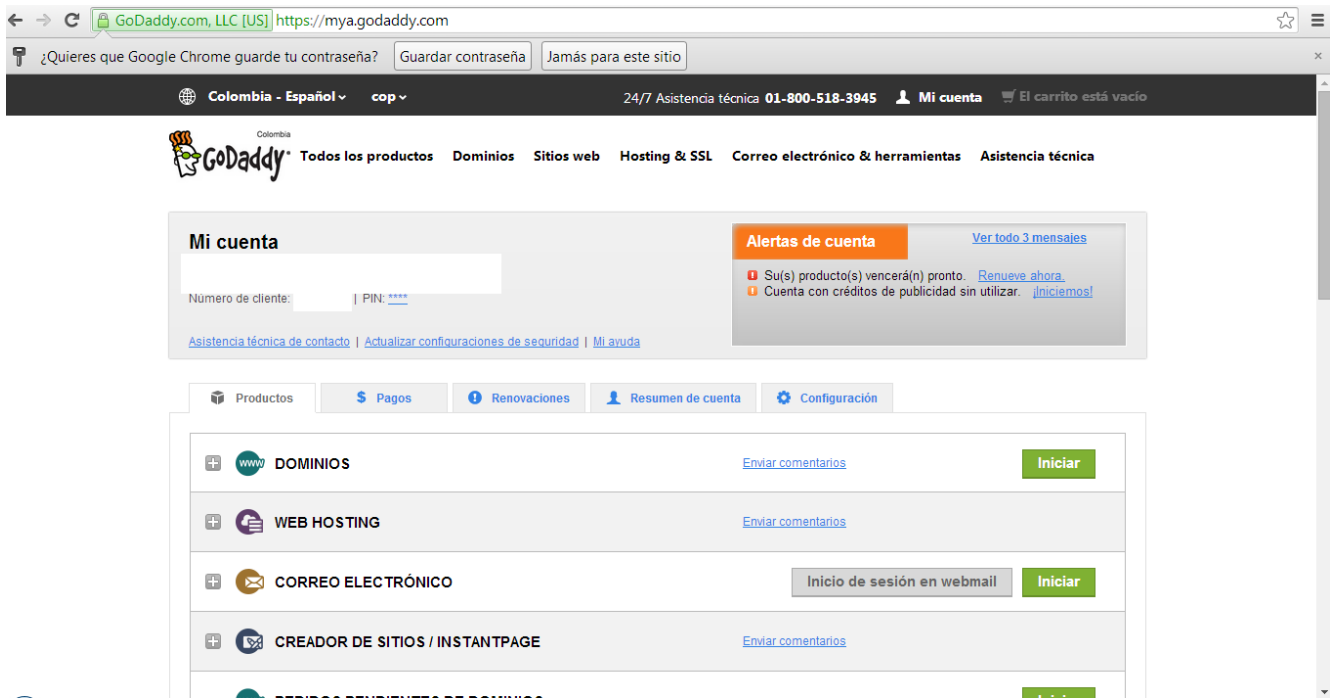 GoDaddy.com, LLC [US] https://mya.godaddy.com
¿Quieres que Google Chrome guarde tu contraseña? Guardar contraseña Jamás para este sitio
Colombia - Español cop 24/7 Asistencia técnica 01-800-518-3945 Mi cuenta El carrito está vacío
Colombia
GoDaddy Todos los productos Dominios Sitios web Hosting & SSL Correo electrónico & herramientas Asistencia técnica
Mi cuenta
Número de cliente: | PIN: ****
Asistencia técnica de contacto | Actualizar configuraciones de seguridad | Mi ayuda
Alertas de cuenta Ver todo 3 mensajes
Su(s) producto(s) vencerá(n) pronto. Renueve ahora.
Cuenta con créditos de publicidad sin utilizar. ¡Iniciemos!
Productos $ Pagos Renovaciones Resumen de cuenta Configuración
www DOMINIOS Enviar comentarios Iniciar
WEB HOSTING Enviar comentarios
CORREO ELECTRÓNICO Inicio de sesión en webmail Iniciar
CREADOR DE SITIOS / INSTANTPAGE Enviar comentarios
PEDIDOS PENDIENTES DE DOMINIOS Iniciar